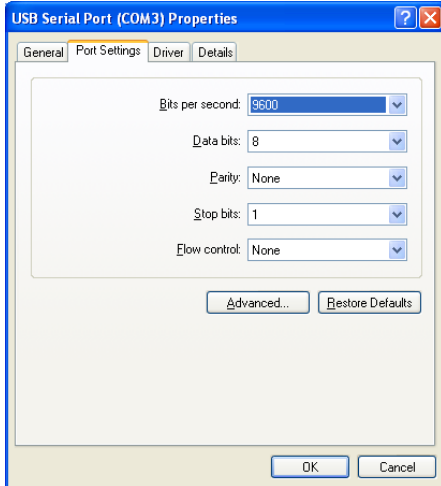 USB Serial Port (COM3) Properties
General Port Settings Driver Details
Bits per second: 9600
Data bits: 8
Parity: None
Stop bits: 1
Flow control: None
Advanced... Restore Defaults
OK Cancel